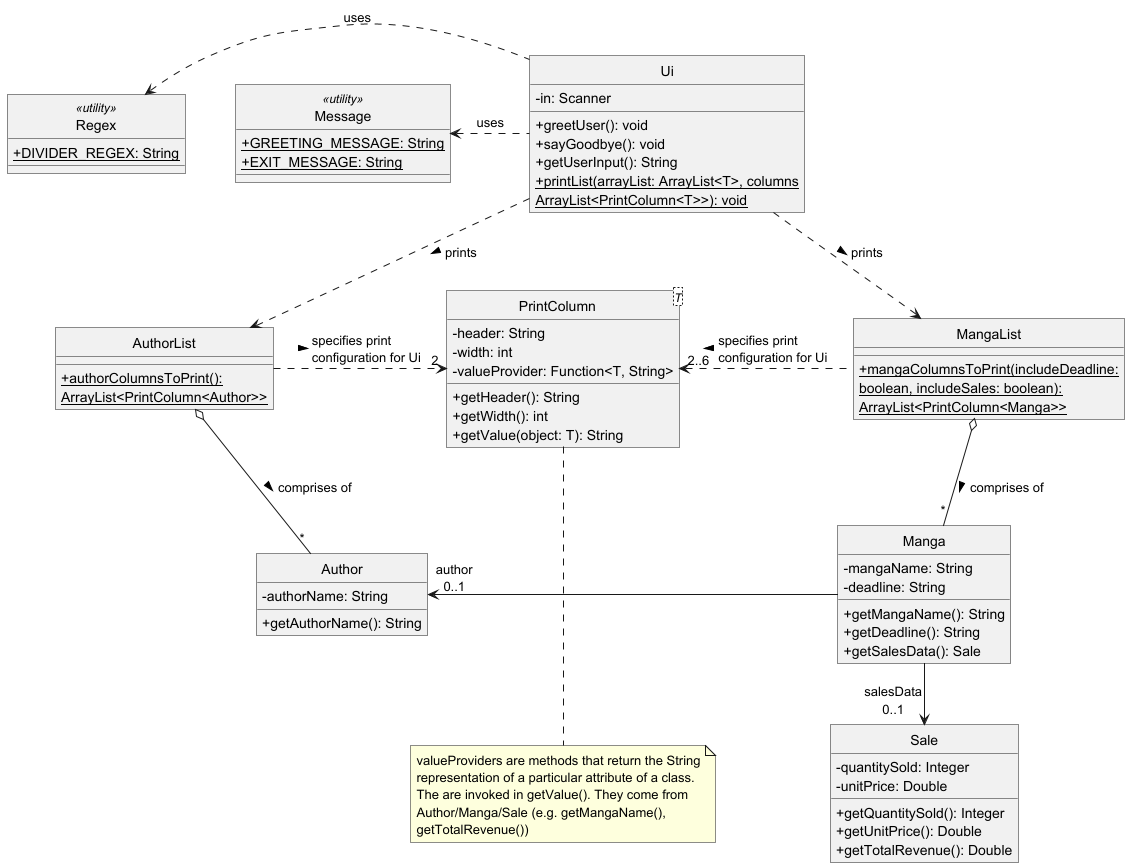 uses
Ui
-in: Scanner
+greetUser(): void
+sayGoodbye(): void
+getUserInput(): String
+printList(arrayList: ArrayList<T>, columns
ArrayList<PrintColumn<T>>): void
«utility»
Regex
+DIVIDER_REGEX: String
«utility»
Message
+GREETING_MESSAGE: String
+EXIT_MESSAGE: String
uses
prints
prints
AuthorList
+authorColumnsToPrint():
ArrayList<PrintColumn<Author>>
specifies print
configuration for Ui
2
PrintColumn
T
-header: String
-width: int
-valueProvider: Function<T, String>
+getHeader(): String
+getWidth(): int
+getValue(object: T): String
specifies print
configuration for Ui
2..6
MangaList
+mangaColumnsToPrint(includeDeadline:
boolean, includeSales: boolean):
ArrayList<PrintColumn<Manga>>
comprises of
*
comprises of
*
Author
-authorName: String
+getAuthorName(): String
author
0..1
Manga
-mangaName: String
-deadline: String
+getMangaName(): String
+getDeadline(): String
+getSalesData(): Sale
salesData
0..1
Sale
-quantitySold: Integer
-unitPrice: Double
+getQuantitySold(): Integer
+getUnitPrice(): Double
+getTotalRevenue(): Double
valueProviders are methods that return the String
representation of a particular attribute of a class.
The are invoked in getValue(). They come from
Author/Manga/Sale (e.g. getMangaName(),
getTotalRevenue())